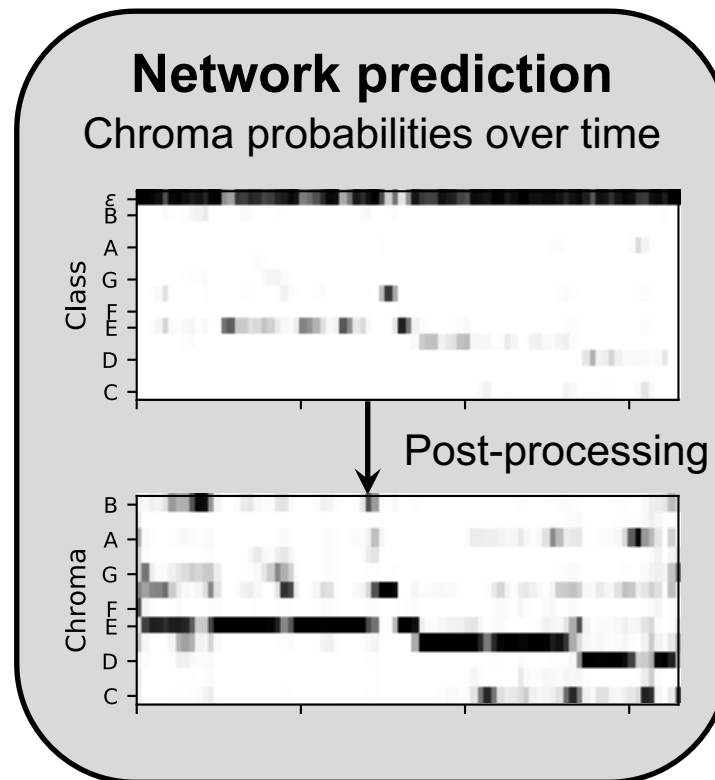 Network prediction
Chroma probabilities over time
ε
B
A
G
F
E
D
C
Class
Post-processing
B
A
G
F
E
D
C
Chroma